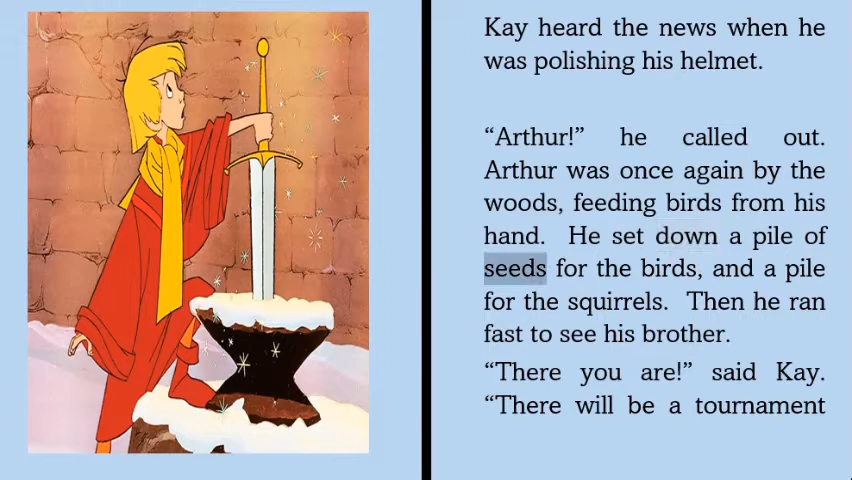 Kay heard the news when he
was polishing his helmet.
“Arthur!” he called out.
Arthur was once again by the
woods, feeding birds from his
hand. He set down a pile of
seeds for the birds, and a pile
for the squirrels. Then he ran
fast to see his brother.
“There you are!” said Kay.
“There will be a tournament